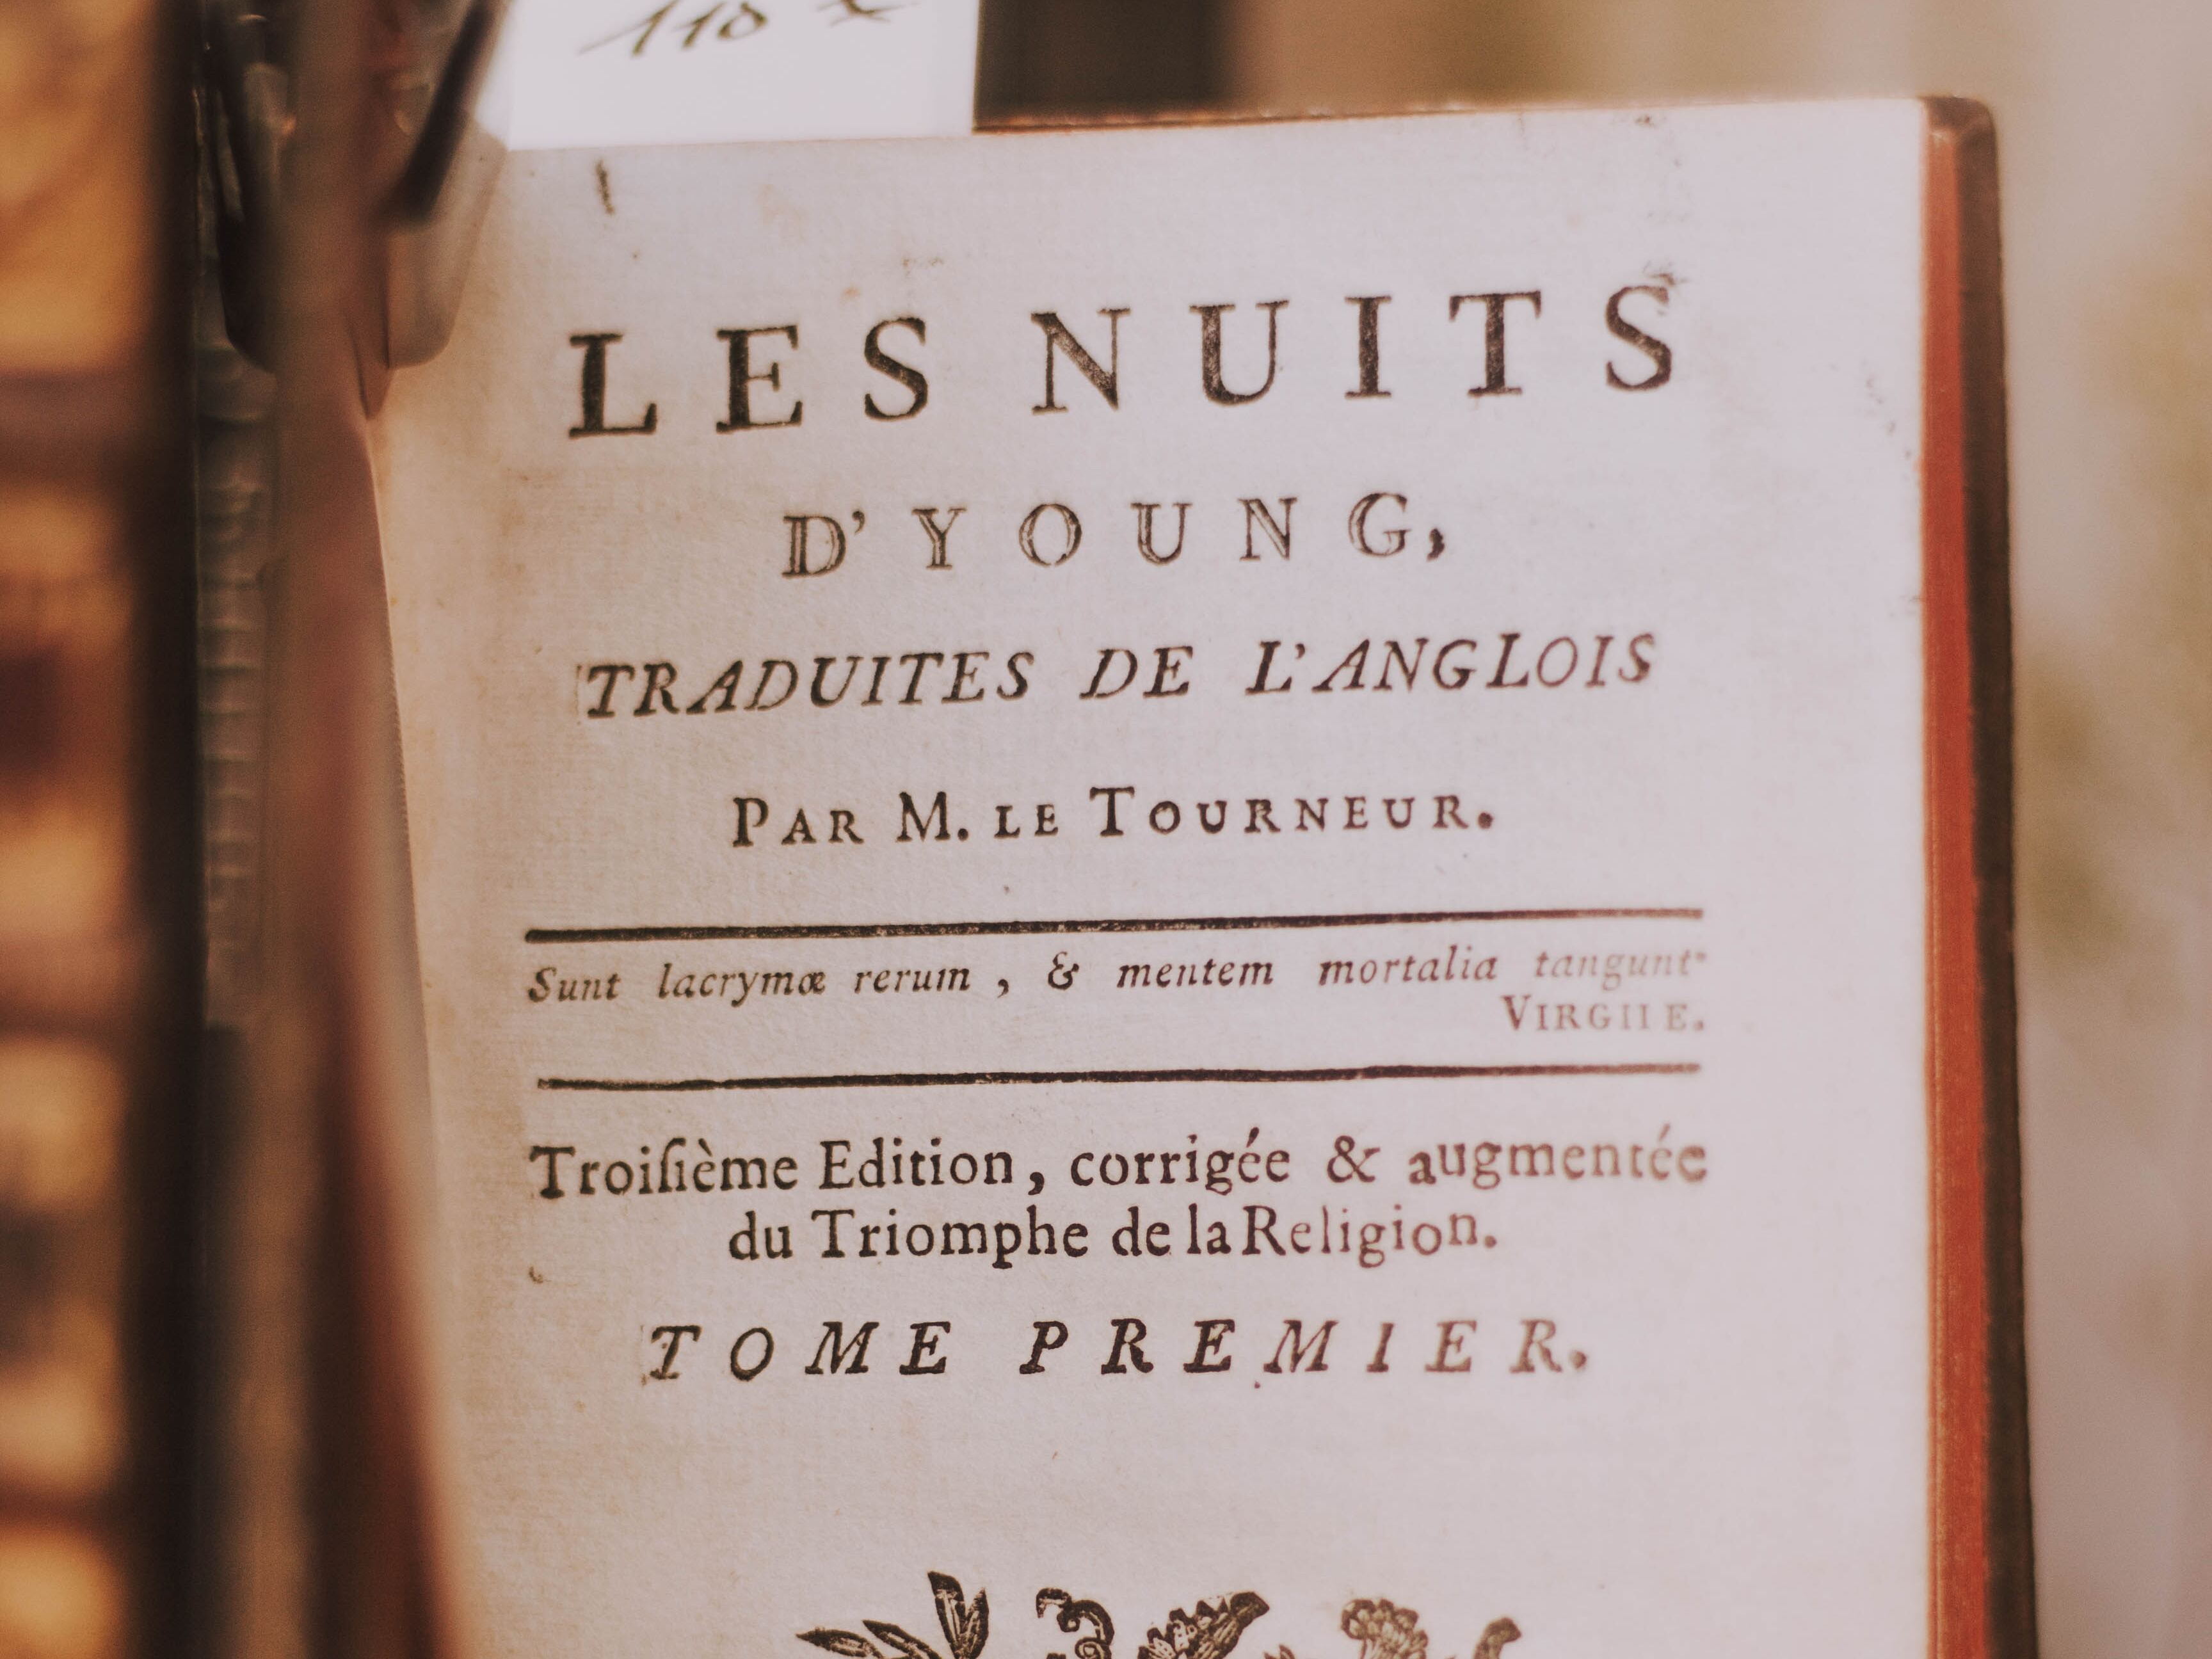 110
LES NUITS
D'YOUNG,
TRADUITES DE L'ANGLOIS
PAR M. LE TOURNEUR.
Sunt lacrymæ rerum , & mentem mortalia tangunt
VIRGILE.
Troiſième Edition, corrigée & augmentée
du Triomphe de la Religion.
TOME PREMIER.